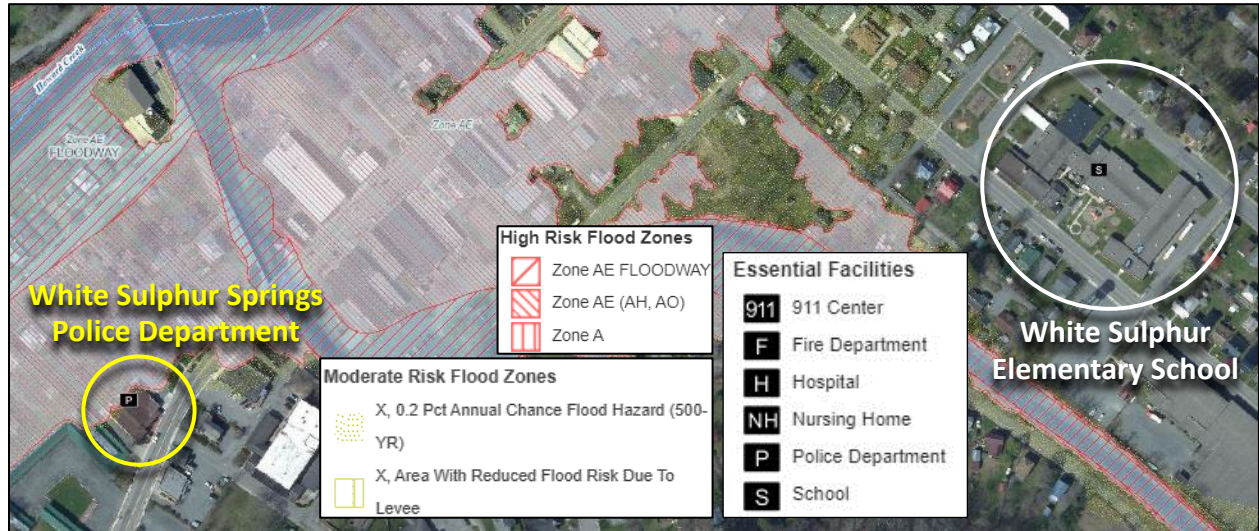 Howard Creek
Zone AE
FLOODWAY
Zone AE
S
High Risk Flood Zones
Zone AE FLOODWAY
Zone AE (AH, AO)
Zone A
White Sulphur Springs
Police Department
P
Moderate Risk Flood Zones
X, 0.2 Pct Annual Chance Flood Hazard (500-
YR)
X, Area With Reduced Flood Risk Due To
Levee
Essential Facilities
911 911 Center
F Fire Department
H Hospital
NH Nursing Home
P Police Department
S School
White Sulphur
Elementary School